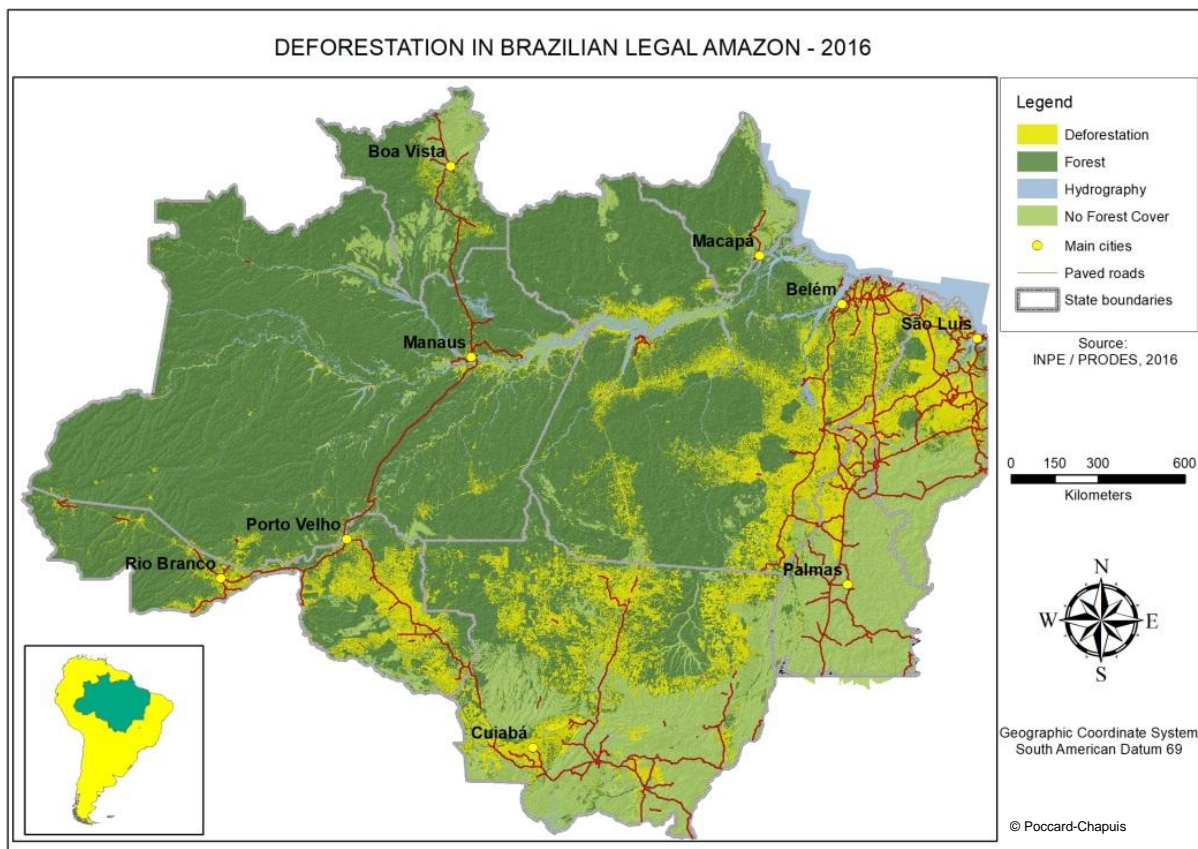 DEFORESTATION IN BRAZILIAN LEGAL AMAZON - 2016
Boa Vista
Macapá
Belém
São Luís
Manaus
Porto Velho
Rio Branco
Palmas
Cuiabá
Legend
Deforestation
Forest
Hydrography
No Forest Cover
Main cities
Paved roads
State boundaries
Source:
INPE / PRODES, 2016
0 150 300 600
Kilometers
N
W E
S
Geographic Coordinate System
South American Datum 69
© Poccard-Chapuis